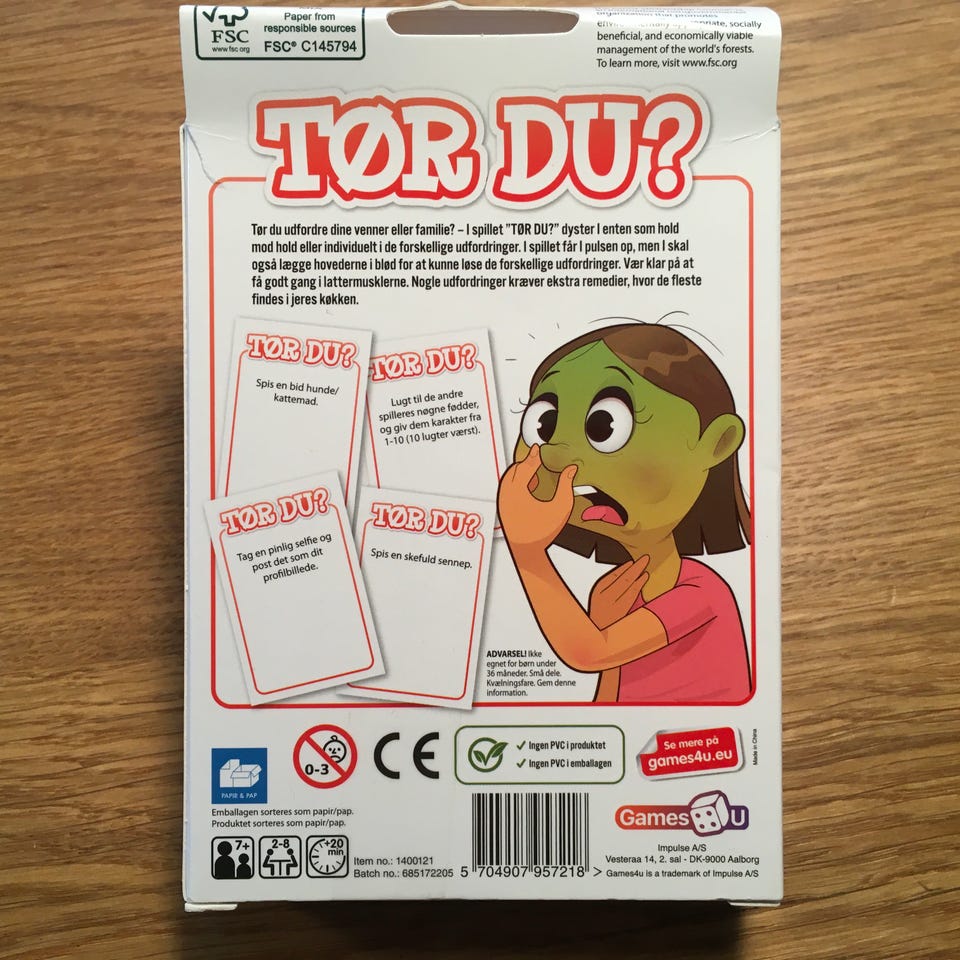 FSC
www.fsc.org
Paper from
responsible sources
FSC® C145794
organization that promotes
socially
beneficial, and economically viable
management of the world's forests.
To learn more, visit www.fsc.org
TØR DU?
Tør du udfordre dine venner eller familie? – I spillet "TØR DU?" dyster I enten som hold
mod hold eller individuelt i de forskellige udfordringer. I spillet får I pulsen op, men I skal
også lægge hovederne i blød for at kunne løse de forskellige udfordringer. Vær klar på at
få godt gang i lattermusklerne. Nogle udfordringer kræver ekstra remedier, hvor de fleste
findes i jeres køkken.
TØR DU?
Spis en bid hunde/
kattemad.
TØR DU?
Lugt til de andre
spilleres nøgne fødder,
og giv dem karakter fra
1-10 (10 lugter værst).
TØR DU?
Tag en pinlig selfie og
post det som dit
profilbillede.
TØR DU?
Spis en skefuld sennep.
ADVARSEL! Ikke
egnet for børn under
36 måneder. Små dele.
Kvælningsfare. Gem denne
information.
PAPIR & PAP
Emballagen sorteres som papir/pap.
Produktet sorteres som papir/pap.
0-3
CE
Ingen PVC i produktet
Ingen PVC i emballagen
Se mere på
games4u.eu
Made in China
7+
2-8
+20
min
Item no.: 1400121
Batch no.: 685172205
5 704907 957218 >
Games U
Impulse A/S
Vesteraa 14, 2. sal - DK-9000 Aalborg
Games4u is a trademark of Impulse A/S